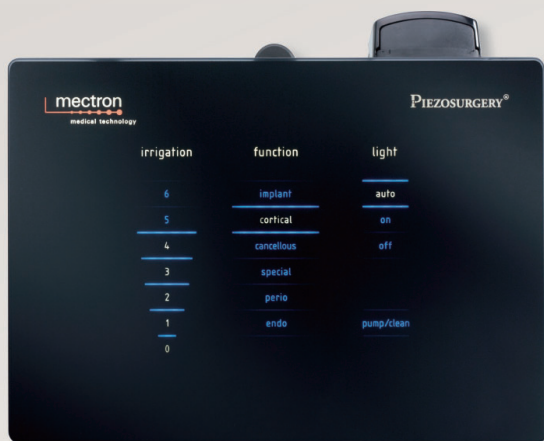 mectron
medical technology
PIEZOSURGERY®
irrigation function light
6 implant auto
5 cortical on
4 cancellous off
3 special
2 perio
1 endo pump/clean
0